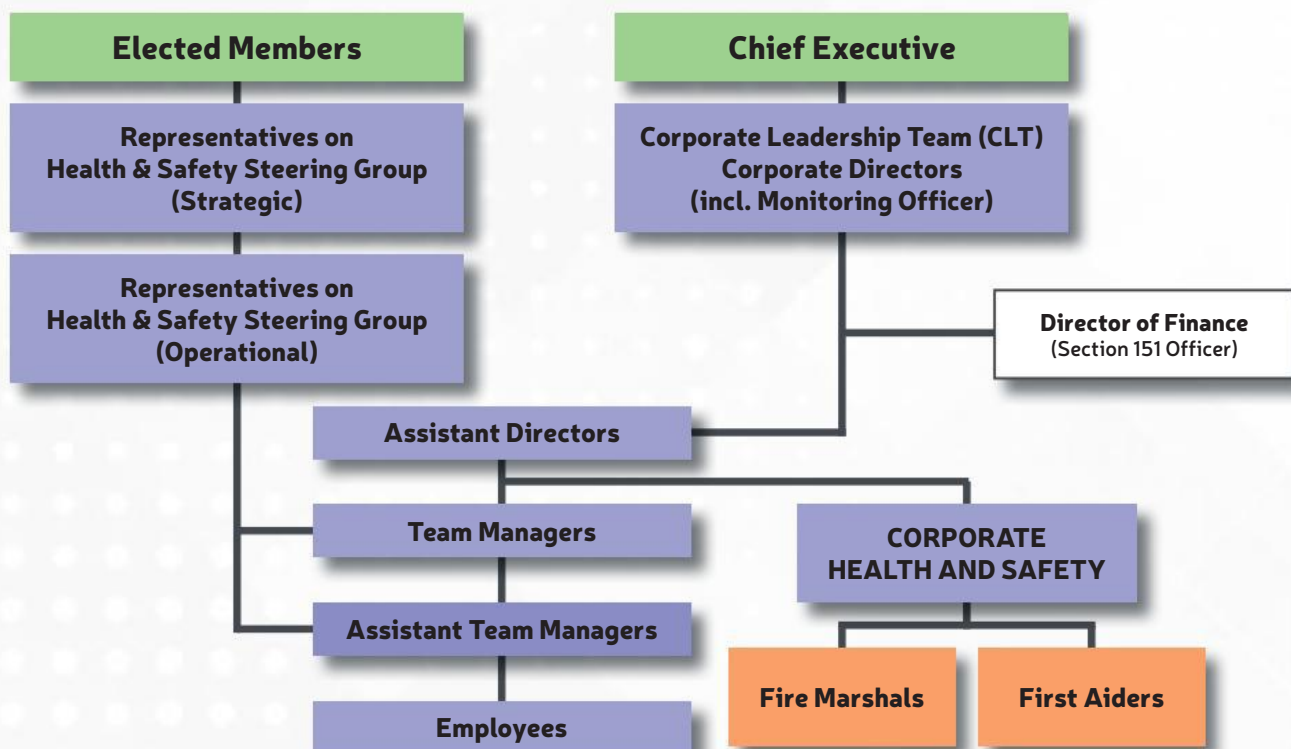 Elected Members
Representatives on
Health & Safety Steering Group
(Strategic)
Representatives on
Health & Safety Steering Group
(Operational)
Chief Executive
Corporate Leadership Team (CLT)
Corporate Directors
(incl. Monitoring Officer)
Director of Finance
(Section 151 Officer)
Assistant Directors
Team Managers
Assistant Team Managers
Employees
CORPORATE
HEALTH AND SAFETY
Fire Marshals
First Aiders